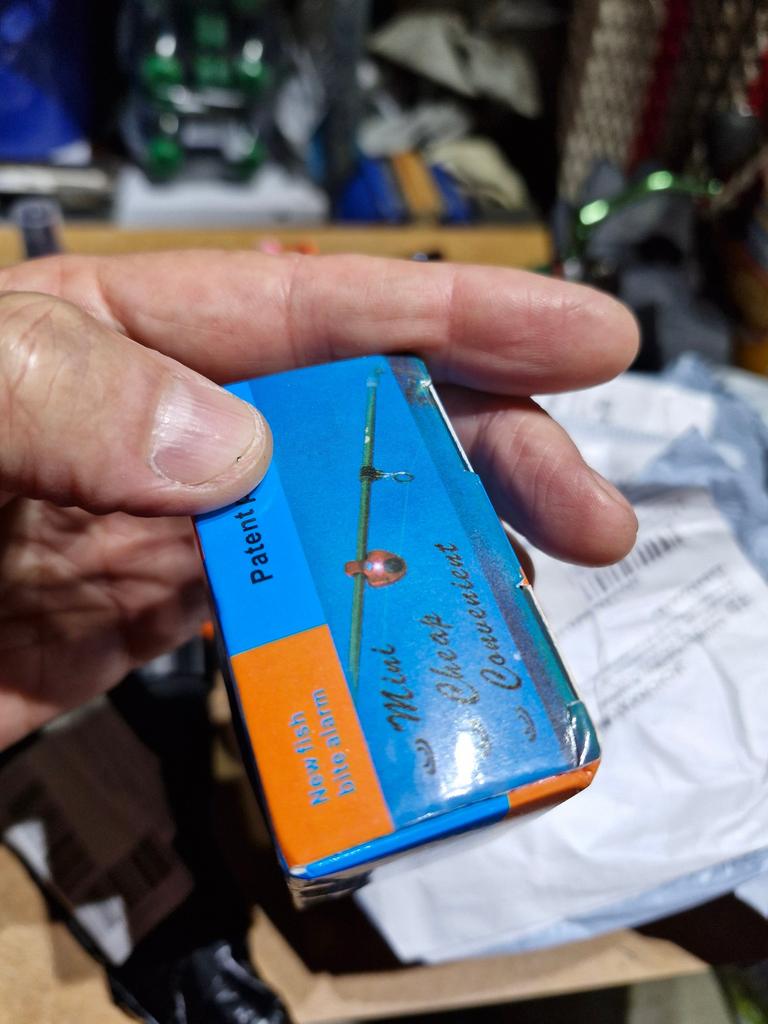 Patent
New fish
bite alarm
Mini
Cheap
Convenient